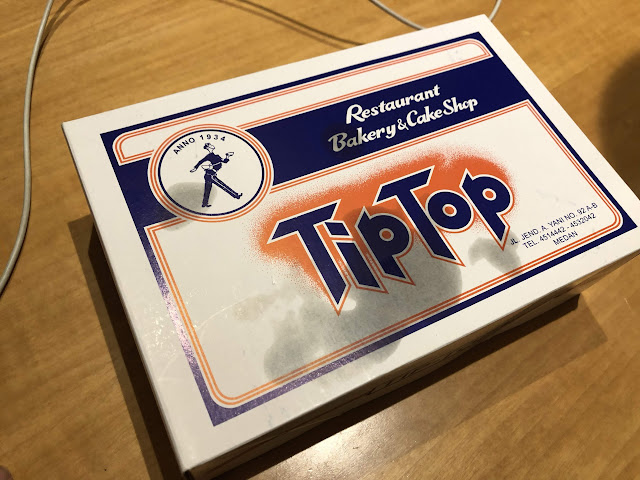 Restaurant
Bakery & Cake Shop
ANNO 1934
TipTop
JL. JEND. A. YANI NO. 92 A-B
TEL. 4514442 - 4532042
MEDAN